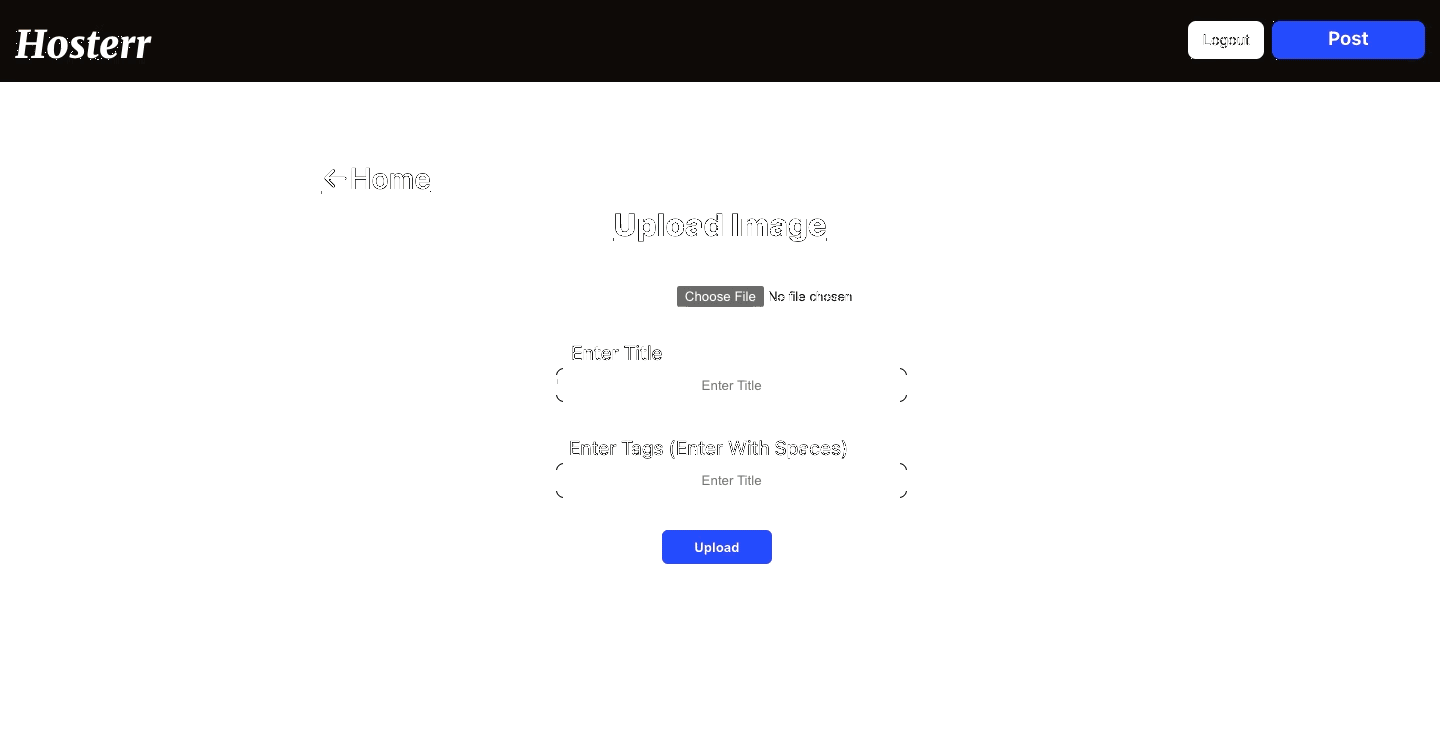 Hosterr
Logout
Post
←Home
Upload Image
Choose File No file chosen
Enter Title
Enter Title
Enter Tags (Enter With Spaces)
Enter Title
Upload